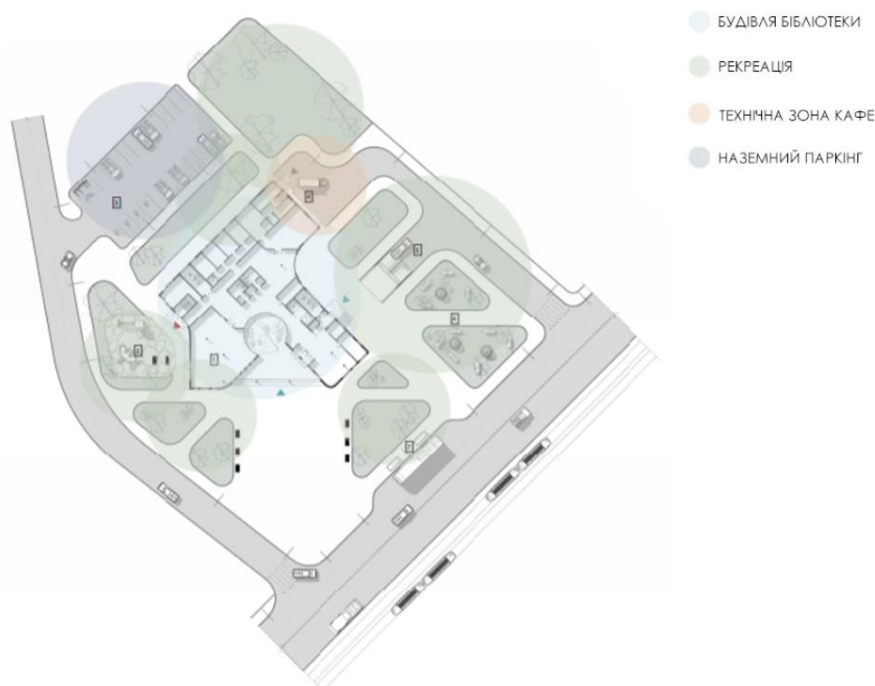 БУДІВЛЯ БІБЛІОТЕКИ
РЕКРЕАЦІЯ
ТЕХНІЧНА ЗОНА КАФЕ
НАЗЕМНИЙ ПАРКІНГ